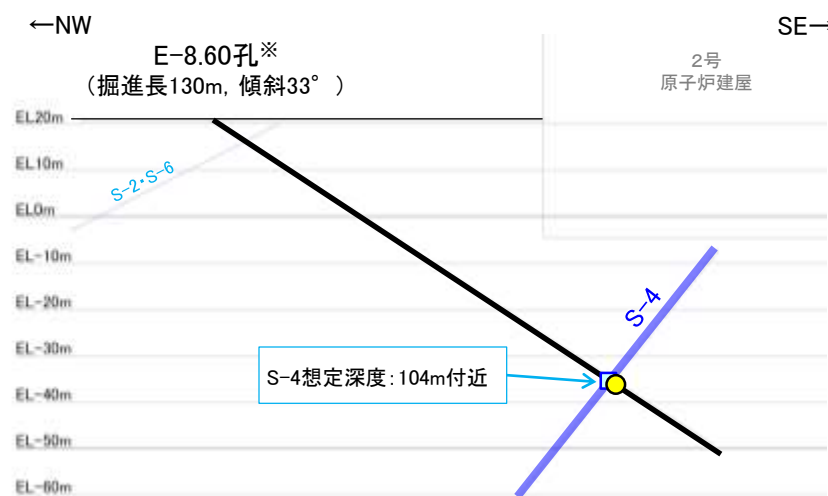 ←NW
SE→
E-8.60孔※
(掘進長130m, 傾斜33°)
2号
原子炉建屋
EL20m
S-2・S-6
EL10m
EL0m
EL-10m
EL-20m
S-4
EL-30m
S-4想定深度:104m付近
EL-40m
EL-50m
EL-60m